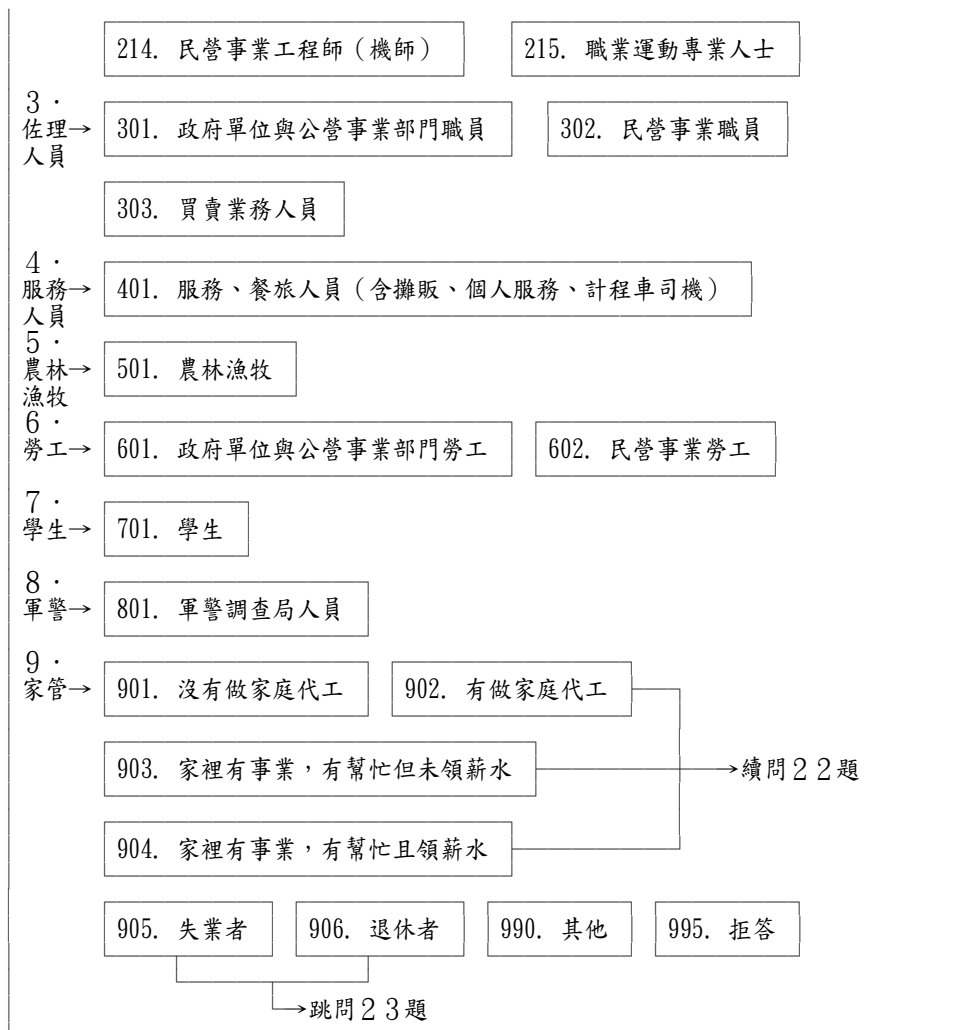 214. 民營事業工程師（機師） 215. 職業運動專業人士
3．
佐理→ 301. 政府單位與公營事業部門職員 302. 民營事業職員
人員
303. 買賣業務人員
4．
服務→ 401. 服務、餐旅人員（含攤販、個人服務、計程車司機）
人員
5．
農林→ 501. 農林漁牧
漁牧
6．
勞工→ 601. 政府單位與公營事業部門勞工 602. 民營事業勞工
7．
學生→ 701. 學生
8．
軍警→ 801. 軍警調查局人員
9．
家管→ 901. 沒有做家庭代工 902. 有做家庭代工
903. 家裡有事業，有幫忙但未領薪水 →續問２２題
904. 家裡有事業，有幫忙且領薪水
905. 失業者 906. 退休者 990. 其他 995. 拒答
→跳問２３題